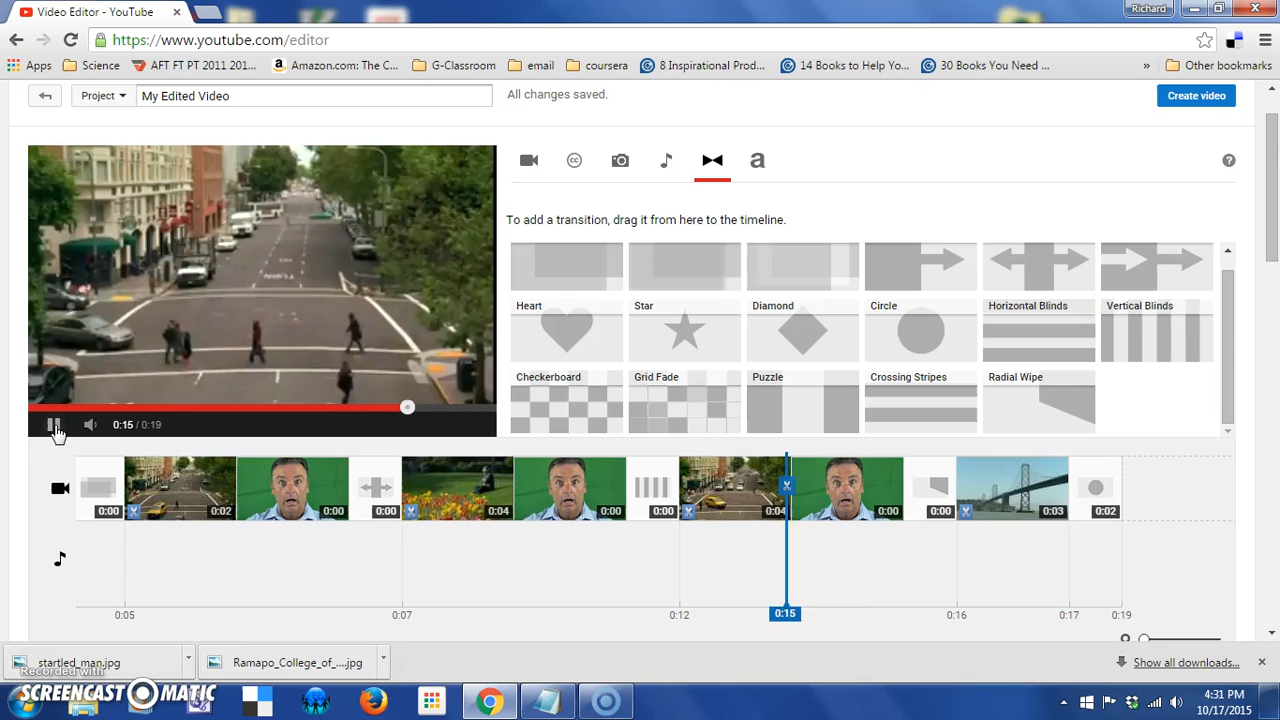 Video Editor - YouTube
Richard
https://www.youtube.com/editor
Apps
Science
AFT FT PT 2011 201...
Amazon.com: The C...
G-Classroom
email
coursera
8 Inspirational Prod...
14 Books to Help Yo...
30 Books You Need ...
»
Other bookmarks
Project
My Edited Video
All changes saved.
Create video
CC
a
?
To add a transition, drag it from here to the timeline.
Heart
Star
Diamond
Circle
Horizontal Blinds
Vertical Blinds
Checkerboard
Grid Fade
Puzzle
Crossing Stripes
Radial Wipe
0:15 / 0:19
0:00
0:02
0:00
0:00
0:04
0:00
0:00
0:04
0:00
0:00
0:03
0:02
0:05
0:07
0:12
0:15
0:16
0:17
0:19
startled_man.jpg
Ramapo_College_of_....jpg
Show all downloads...
Recorded with
SCREENCAST MATIC
4:31 PM
10/17/2015